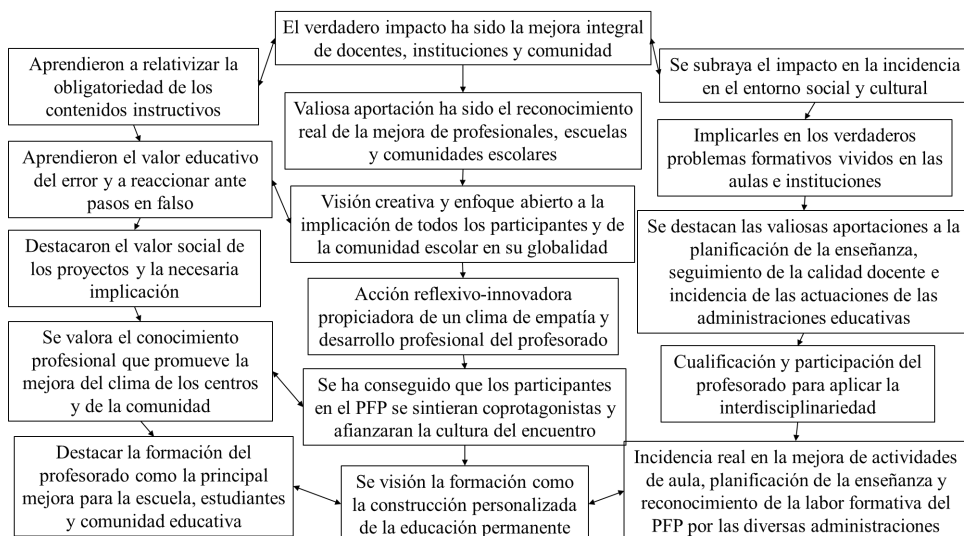 El verdadero impacto ha sido la mejora integral
de docentes, instituciones y comunidad
Aprendieron a relativizar la
obligatoriedad de los
contenidos instructivos
Se subraya el impacto en la incidencia
en el entorno social y cultural
Valiosa aportación ha sido el reconocimiento
real de la mejora de profesionales, escuelas
y comunidades escolares
Implicarles en los verdaderos
problemas formativos vividos en las
aulas e instituciones
Aprendieron el valor educativo
del error y a reaccionar ante
pasos en falso
Visión creativa y enfoque abierto a la
implicación de todos los participantes y de
la comunidad escolar en su globalidad
Se destacan las valiosas aportaciones a la
planificación de la enseñanza,
seguimiento de la calidad docente e
incidencia de las actuaciones de las
administraciones educativas
Destacaron el valor social de
los proyectos y la necesaria
implicación
Acción reflexivo-innovadora
propiciadora de un clima de empatía y
desarrollo profesional del profesorado
Se valora el conocimiento
profesional que promueve la
mejora del clima de los centros
y de la comunidad
Cualificación y participación del
profesorado para aplicar la
interdisciplinariedad
Se ha conseguido que los participantes
en el PFP se sintieran coprotagonistas y
afianzaran la cultura del encuentro
Destacar la formación del
profesorado como la principal
mejora para la escuela, estudiantes
y comunidad educativa
Se visión la formación como
la construcción personalizada
de la educación permanente
Incidencia real en la mejora de actividades
de aula, planificación de la enseñanza y
reconocimiento de la labor formativa del
PFP por las diversas administraciones